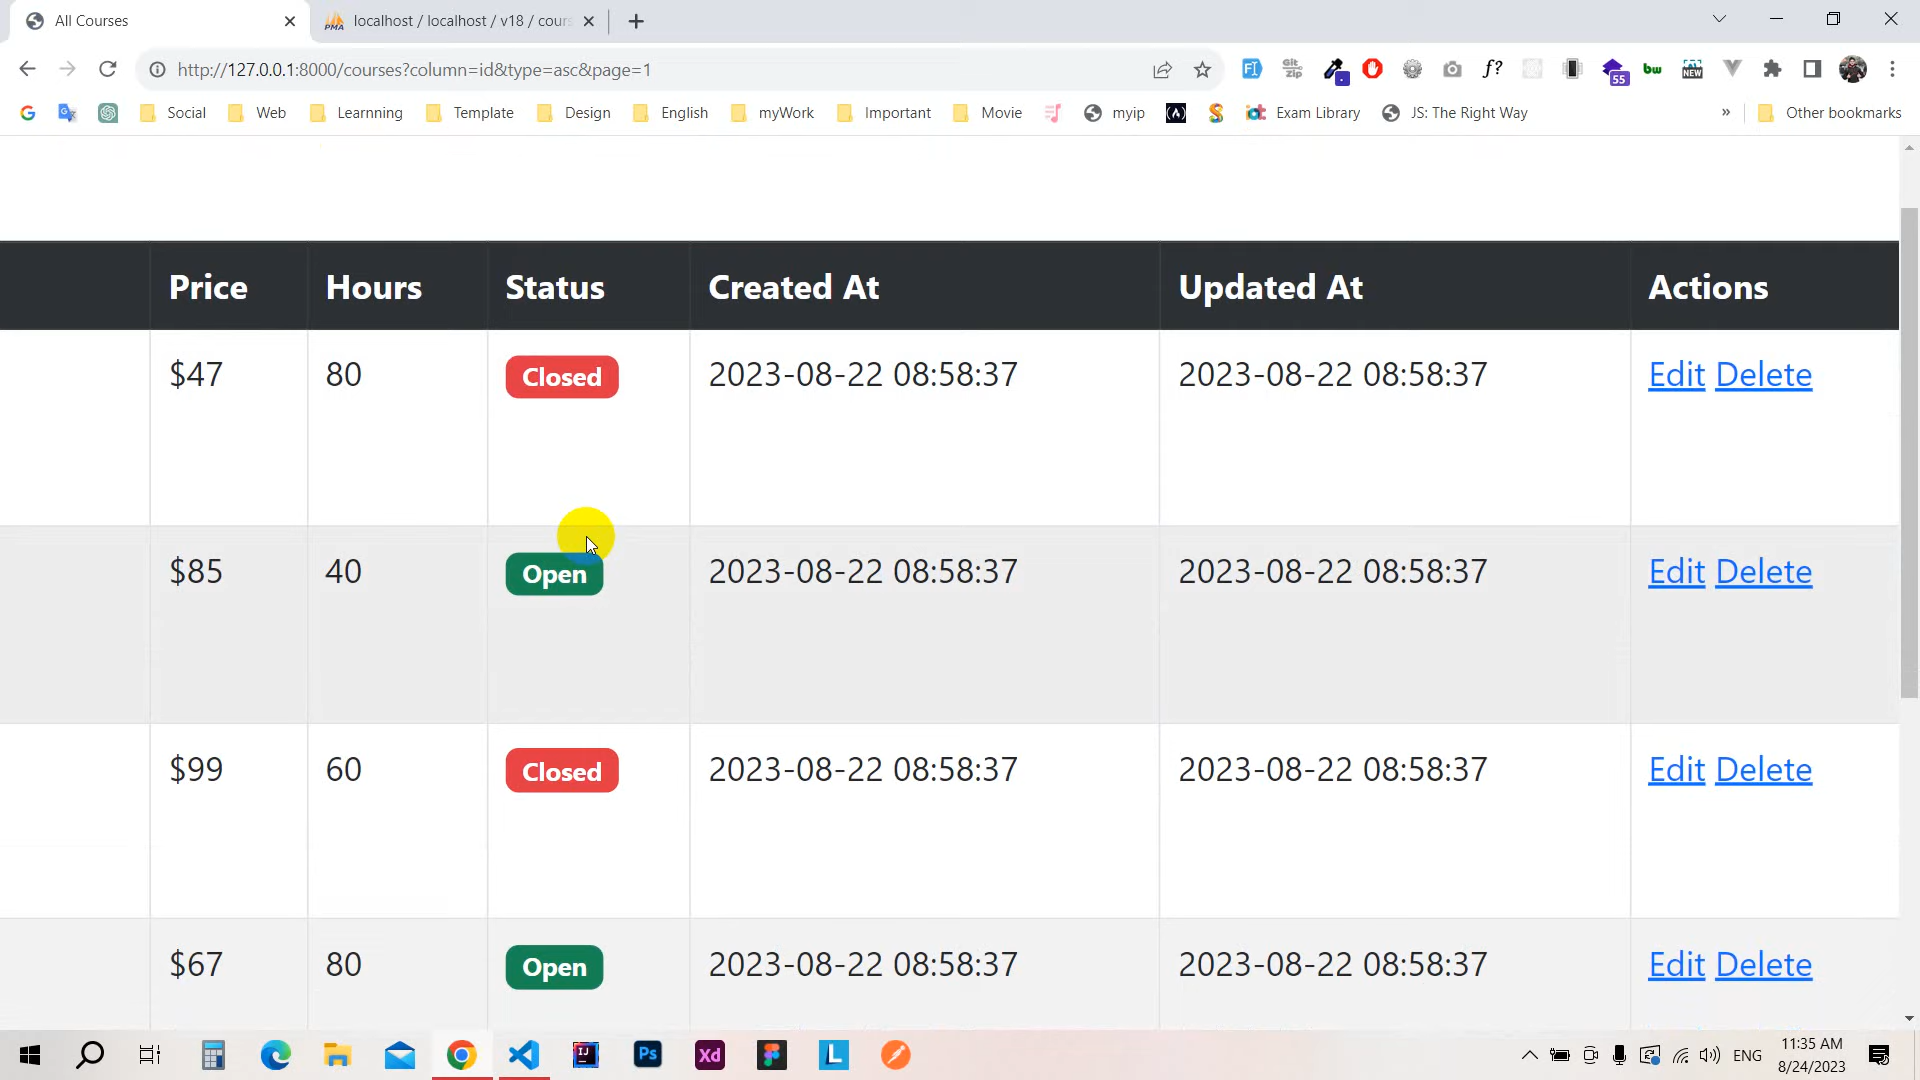 All Courses
localhost / localhost / v18 / cour
http://127.0.0.1:8000/courses?column=id&type=asc&page=1
Social Web Learnning Template Design English myWork Important Movie myip Exam Library JS: The Right Way » Other bookmarks
Price Hours Status Created At Updated At Actions
$47 80 Closed 2023-08-22 08:58:37 2023-08-22 08:58:37 Edit Delete
$85 40 Open 2023-08-22 08:58:37 2023-08-22 08:58:37 Edit Delete
$99 60 Closed 2023-08-22 08:58:37 2023-08-22 08:58:37 Edit Delete
$67 80 Open 2023-08-22 08:58:37 2023-08-22 08:58:37 Edit Delete
ENG
11:35 AM
8/24/2023